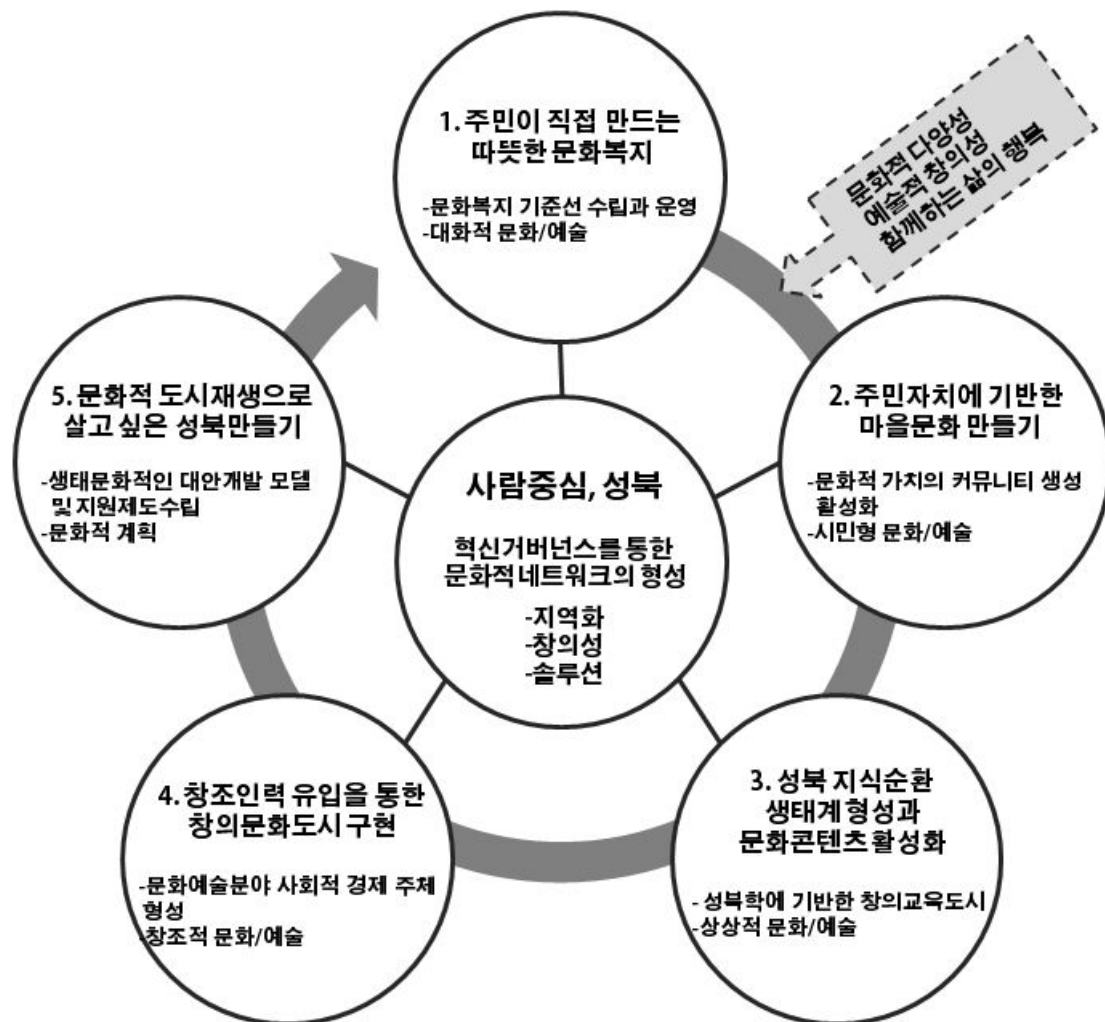 1. 주민이 직접 만드는
따뜻한 문화복지
-문화복지 기준선 수립과 운영
-대화적 문화/예술
문화적 다양성
예술적 창의성
함께하는 삶의 행복
2. 주민자치에 기반한
마을문화 만들기
-문화적 가치의 커뮤니티 생성
활성화
-시민형 문화/예술
3. 성북 지식순환
생태계형성과
문화콘텐츠활성화
- 성북학에 기반한 창의교육도시
-상상적 문화/예술
4. 창조인력 유입을 통한
창의문화도시구현
-문화예술분야 사회적 경제 주체
형성
-창조적 문화/예술
5. 문화적 도시재생으로
살고 싶은 성북만들기
-생태문화적인 대안개발 모델
및 지원제도수립
-문화적 계획
사람중심, 성북
혁신거버넌스를 통한
문화적네트워크의 형성
-지역화
-창의성
-솔루션